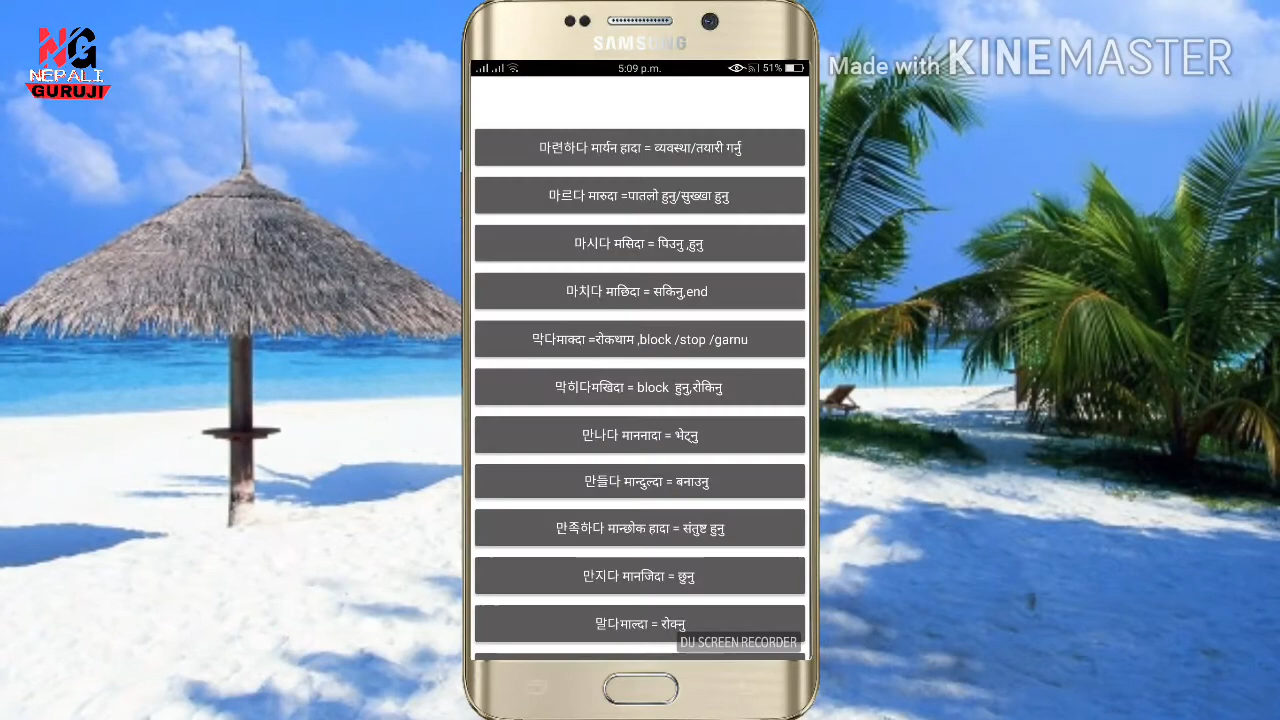 NG
NEPALI
GURUJI
Made with KINEMASTER
SAMSUNG
5:09 p.m.
51%
마련하다 मार्यन हादा = व्यवस्था/तयारी गर्नु
마르다 मारुदा =पातलो हुनु/सुख्खा हुनु
마시다 मसिदा = पिउनु ,हुनु
마치다 माछिदा = सकिनु,end
막다माक्दा =रोकथाम ,block /stop /garnu
막히다मखिदा = block हुनु,रोकिनु
만나다 माननादा = भेट्नु
만들다 मान्दुल्दा = बनाउनु
만족하다 मान्छोक हादा = संतुष्ट हुनु
만지다 मानजिदा = छुनु
말다माल्दा = रोक्नु
DU SCREEN RECORDER